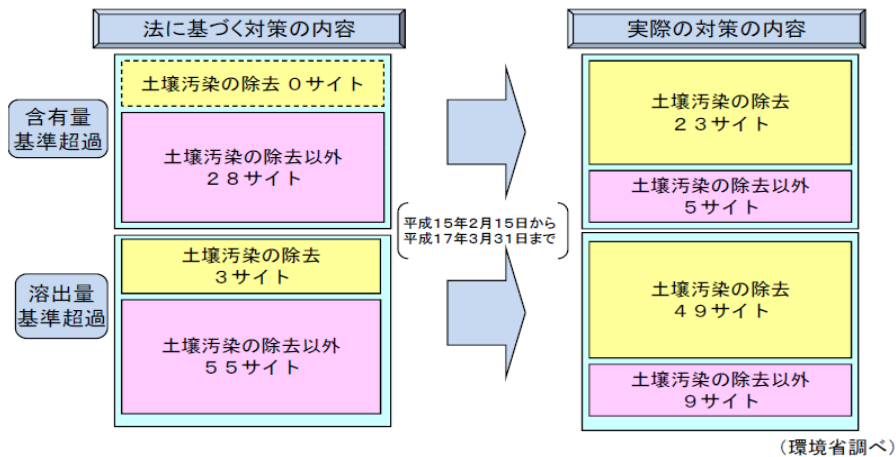 法に基づく対策の内容
実際の対策の内容
含有量
基準超過
土壌汚染の除去 ０サイト
土壌汚染の除去以外
２８サイト
土壌汚染の除去
２３サイト
土壌汚染の除去以外
５サイト
平成１５年２月１５日から
平成１７年３月３１日まで
溶出量
基準超過
土壌汚染の除去
３サイト
土壌汚染の除去以外
５５サイト
土壌汚染の除去
４９サイト
土壌汚染の除去以外
９サイト
（環境省調べ）